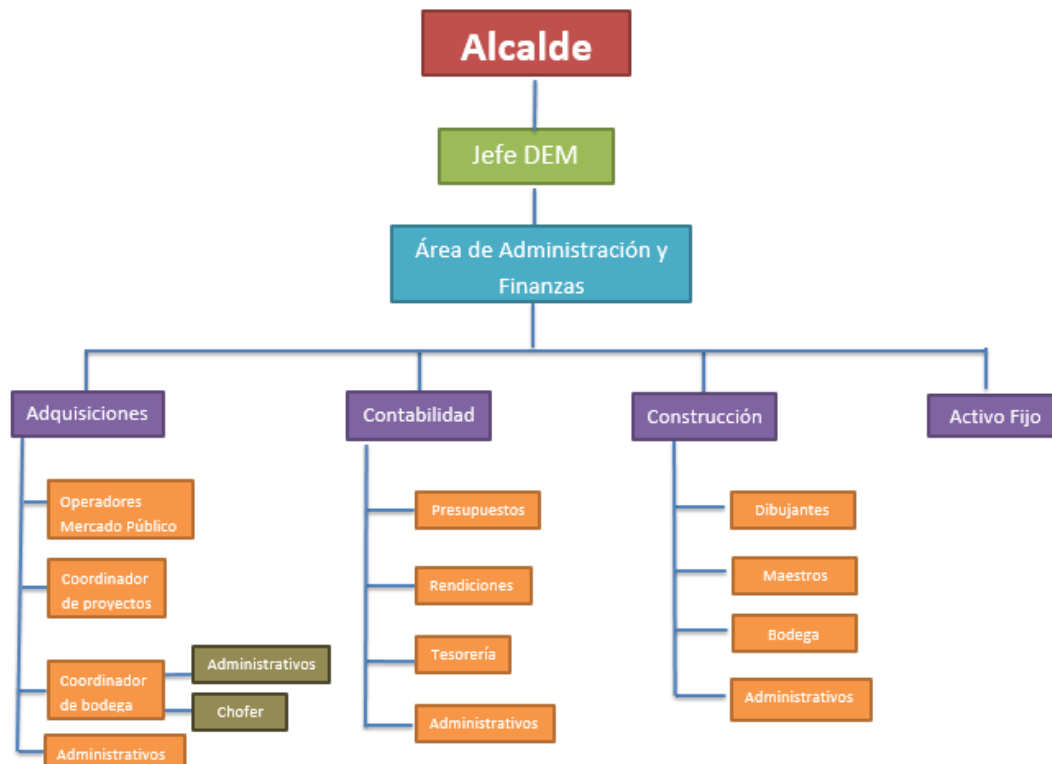 Alcalde
Jefe DEM
Área de Administración y
Finanzas
Adquisiciones
Contabilidad
Construcción
Activo Fijo
Operadores
Mercado Público
Coordinador
de proyectos
Coordinador
de bodega
Administrativos
Chofer
Administrativos
Presupuestos
Rendiciones
Tesorería
Administrativos
Dibujantes
Maestros
Bodega
Administrativos